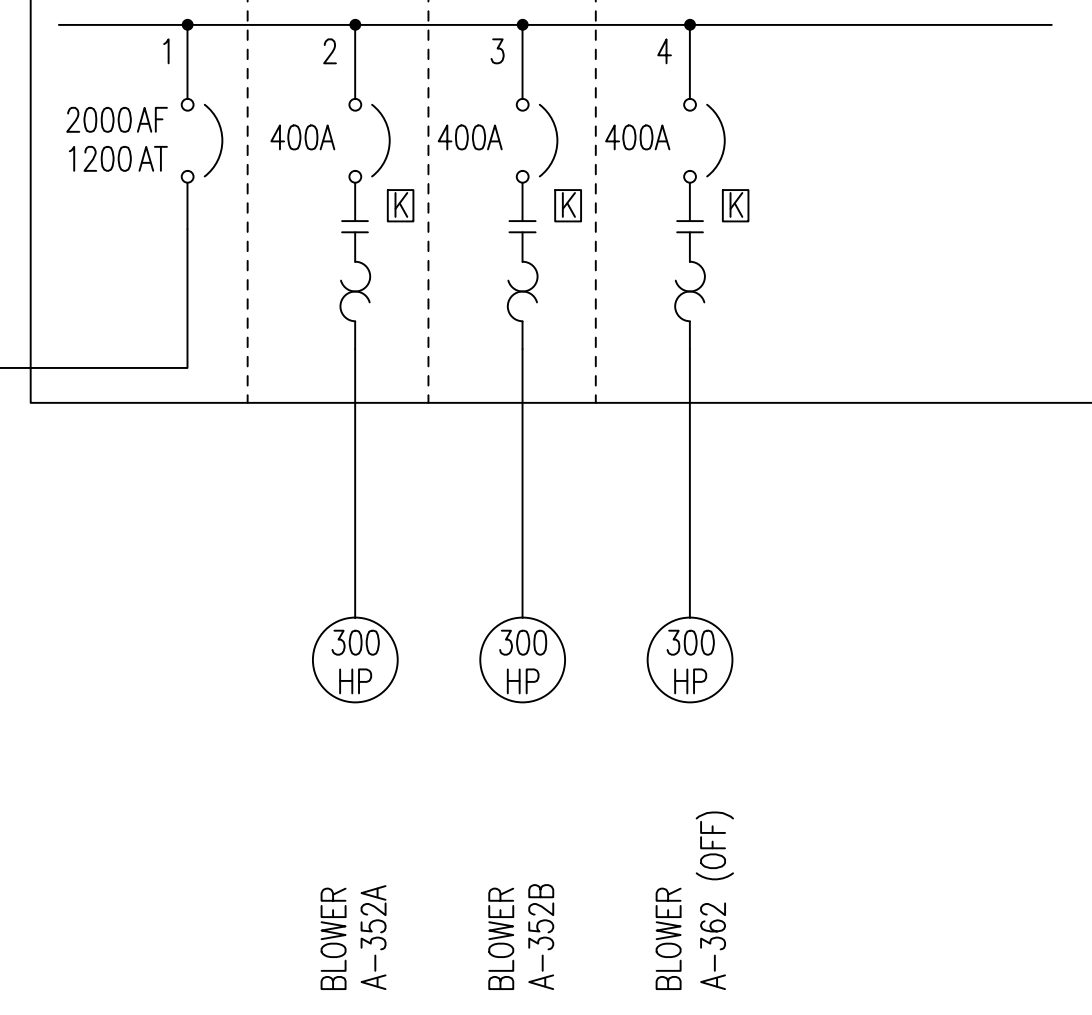 1
2000AF
1200AT
2
400A
K
3
400A
K
4
400A
K
300
HP
300
HP
300
HP
BLOWER
A-352A
BLOWER
A-352B
BLOWER
A-362 (OFF)